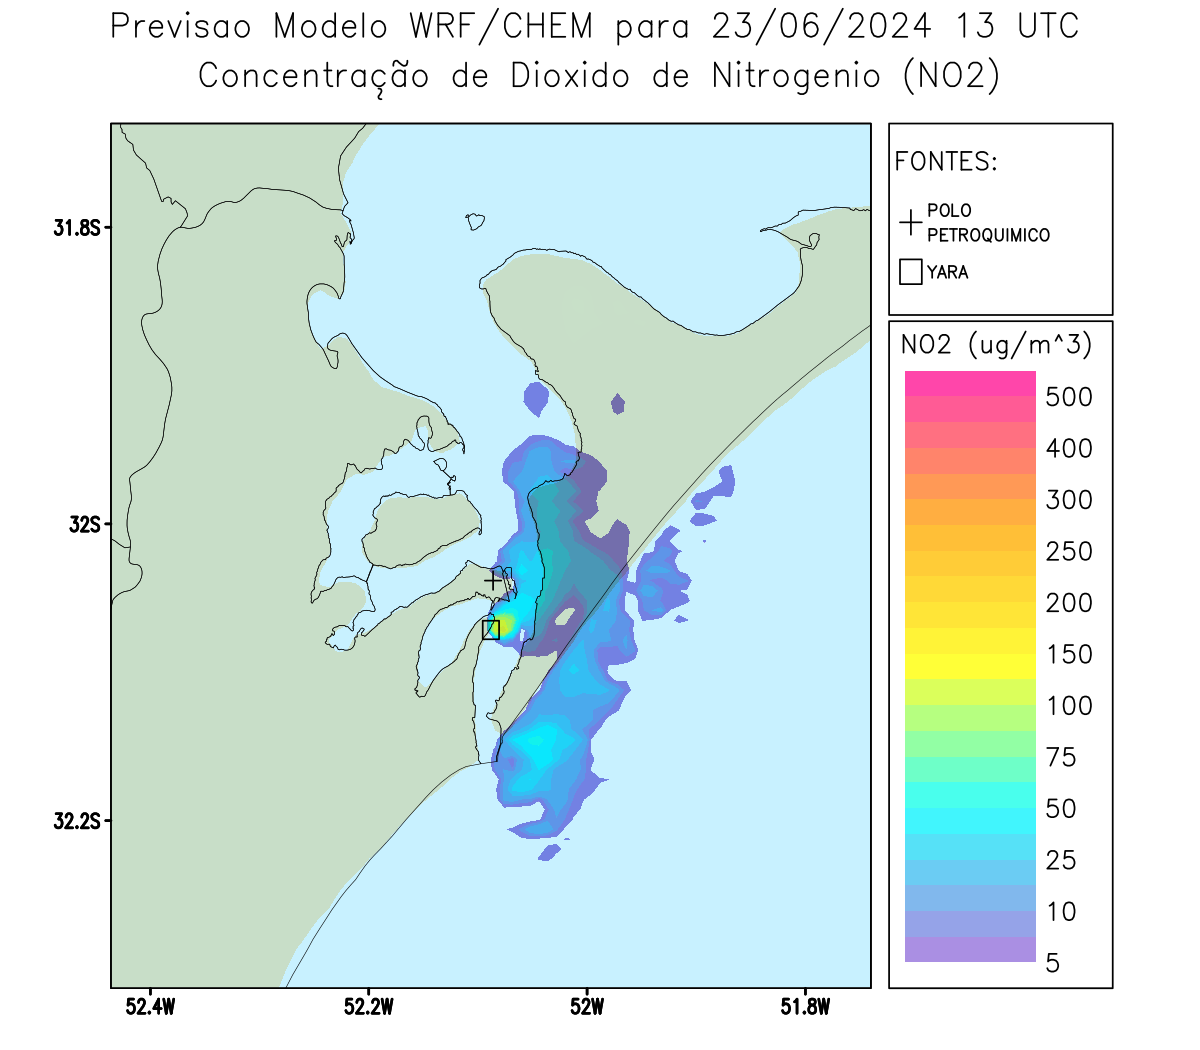 Previsao Modelo WRF/CHEM para 23/06/2024 13 UTC
Concentração de Dioxido de Nitrogenio (NO2)
FONTES:
POLO
PETROQUIMICO
YARA
NO2 (ug/m^3)
500
400
300
250
200
150
100
75
50
25
10
5
31.8S
32S
32.2S
52.4W
52.2W
52W
51.8W